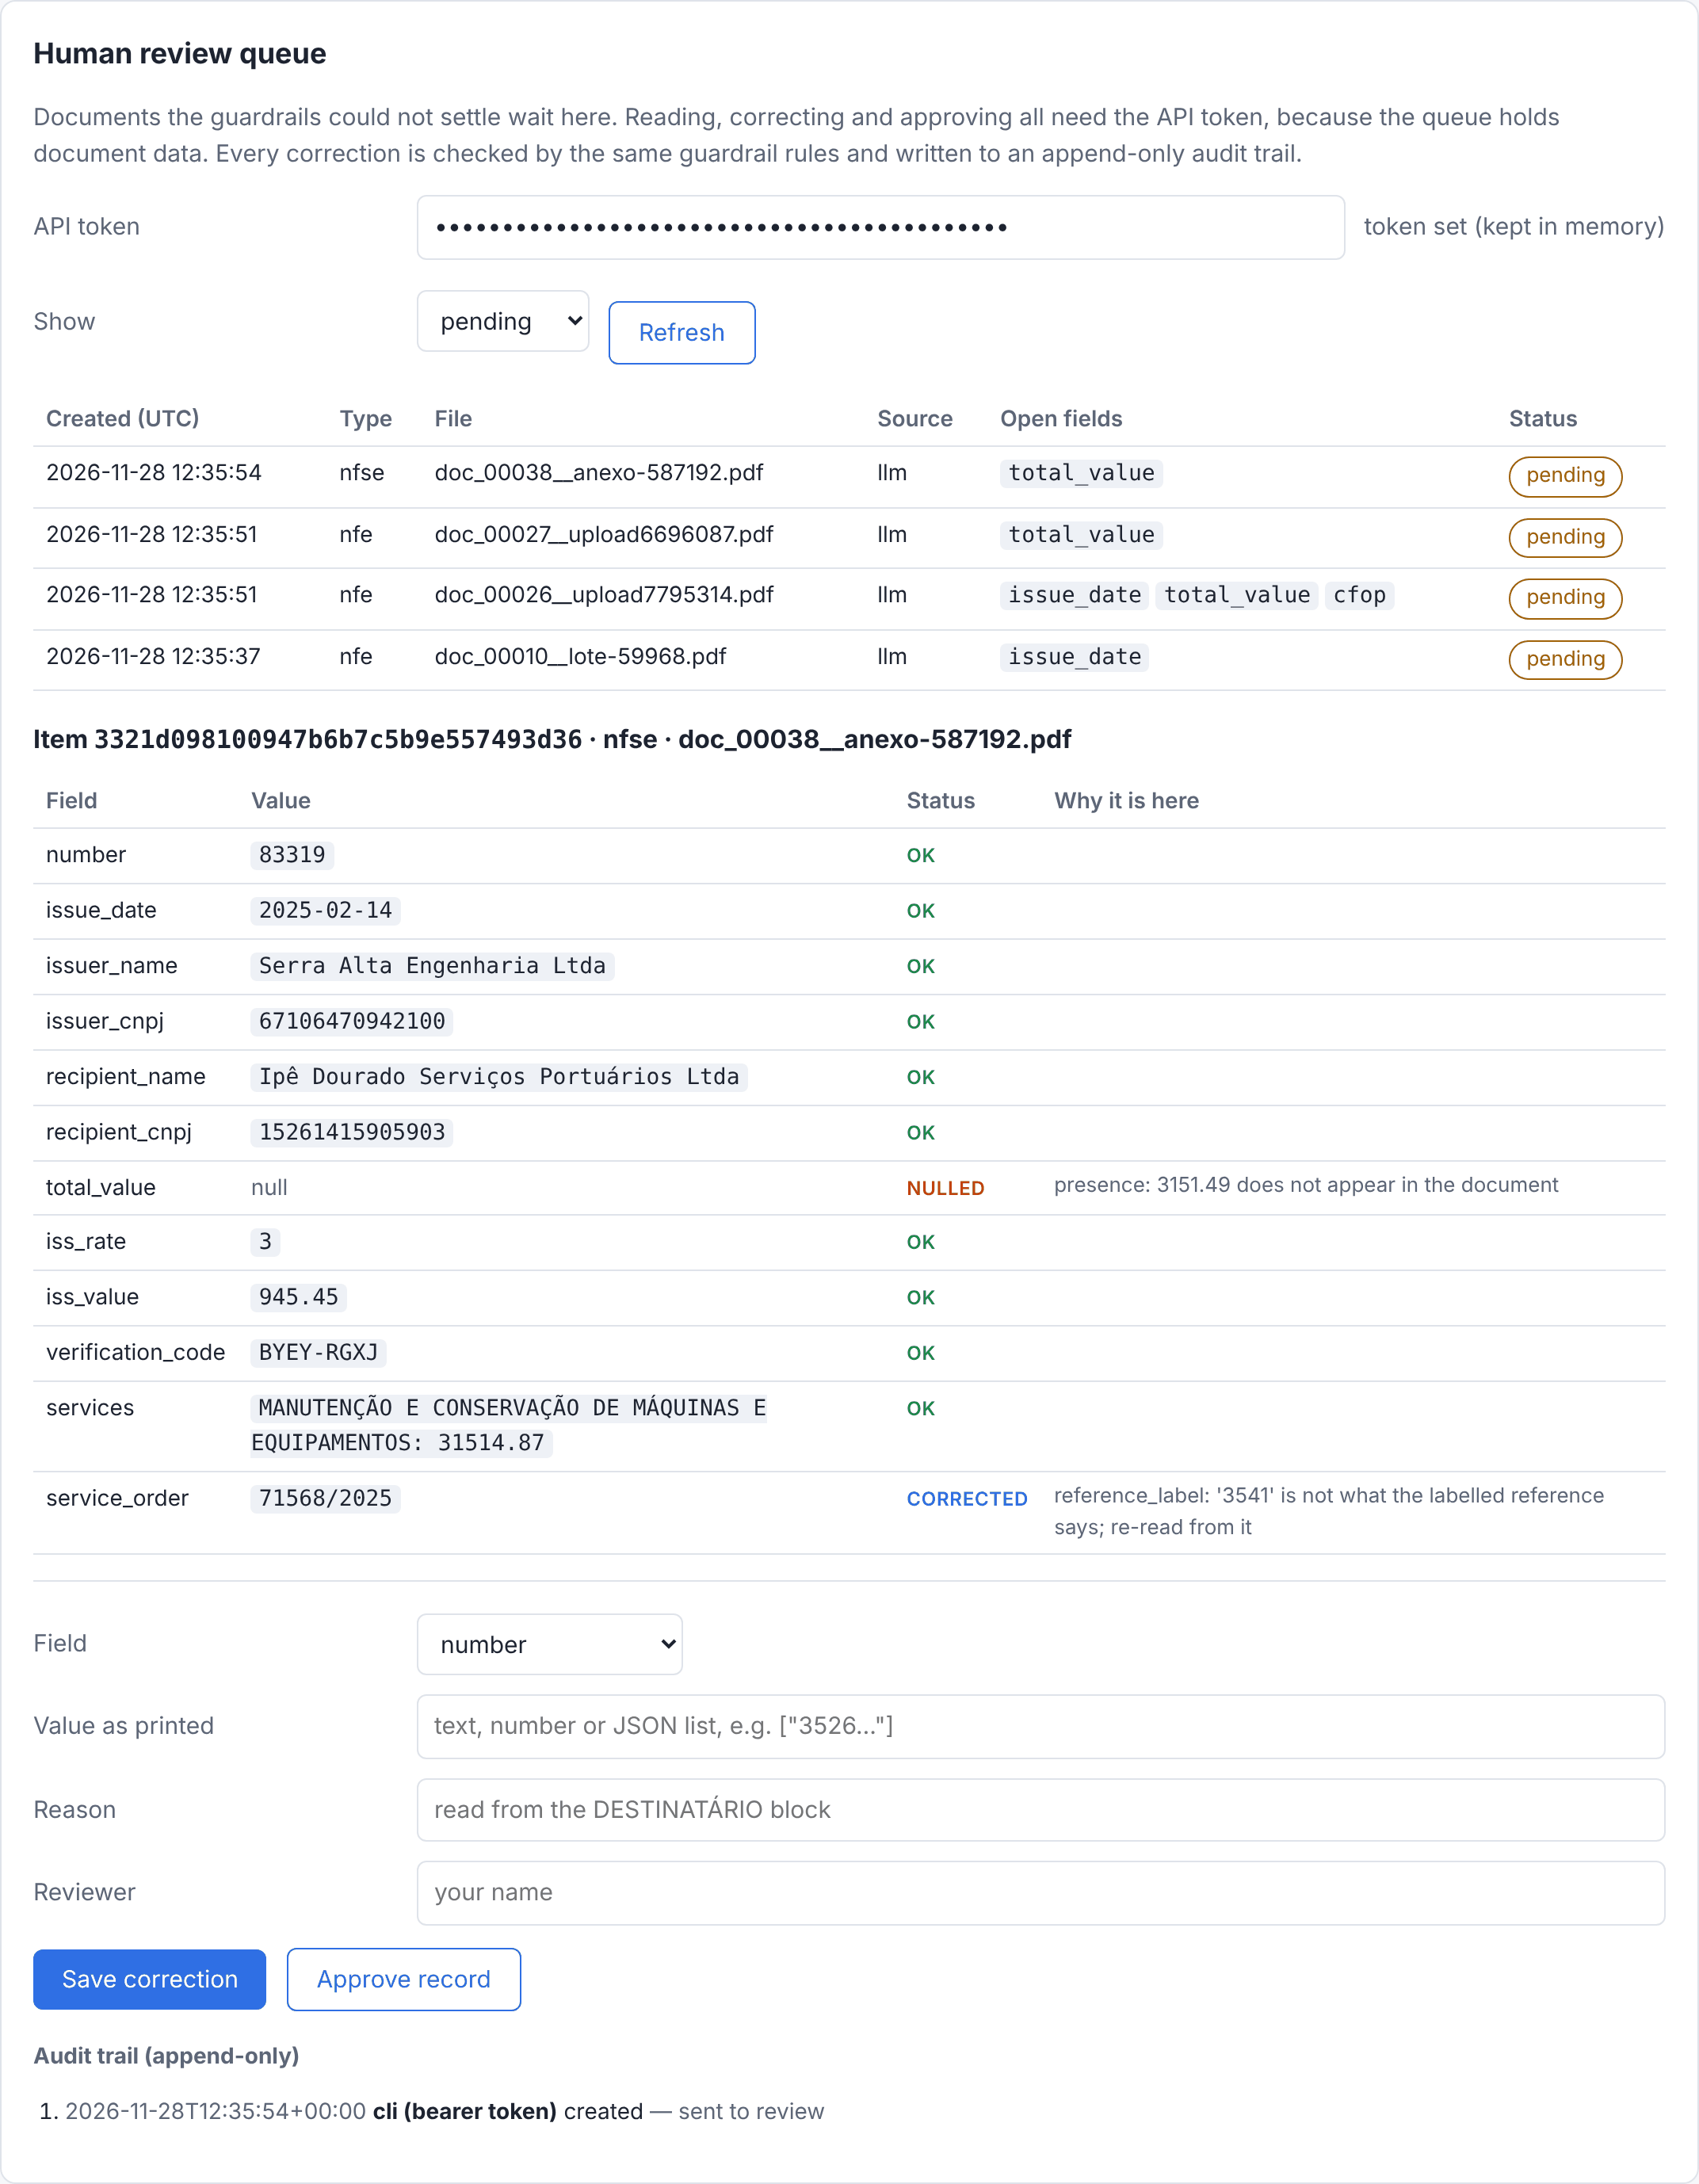 Human review queue
Documents the guardrails could not settle wait here. Reading, correcting and approving all need the API token, because the queue holds
document data. Every correction is checked by the same guardrail rules and written to an append-only audit trail.
API token token set (kept in memory)
Show pending Refresh
Created (UTC) Type File Source Open fields Status
2026-11-28 12:35:54 nfse doc_00038__anexo-587192.pdf llm total_value pending
2026-11-28 12:35:51 nfe doc_00027__upload6696087.pdf llm total_value pending
2026-11-28 12:35:51 nfe doc_00026__upload7795314.pdf llm issue_date total_value cfop pending
2026-11-28 12:35:37 nfe doc_00010__lote-59968.pdf llm issue_date pending
Item 3321d098100947b6b7c5b9e557493d36 · nfse · doc_00038__anexo-587192.pdf
Field Value Status Why it is here
number 83319 OK
issue_date 2025-02-14 OK
issuer_name Serra Alta Engenharia Ltda OK
issuer_cnpj 67106470942100 OK
recipient_name Ipê Dourado Serviços Portuários Ltda OK
recipient_cnpj 15261415905903 OK
total_value null NULLED presence: 3151.49 does not appear in the document
iss_rate 3 OK
iss_value 945.45 OK
verification_code BYEY-RGXJ OK
services MANUTENÇÃO E CONSERVAÇÃO DE MÁQUINAS E OK
EQUIPAMENTOS: 31514.87
service_order 71568/2025 CORRECTED reference_label: '3541' is not what the labelled reference
says; re-read from it
Field number
Value as printed text, number or JSON list, e.g. ["3526..."]
Reason read from the DESTINATÁRIO block
Reviewer your name
Save correction Approve record
Audit trail (append-only)
1. 2026-11-28T12:35:54+00:00 cli (bearer token) created — sent to review